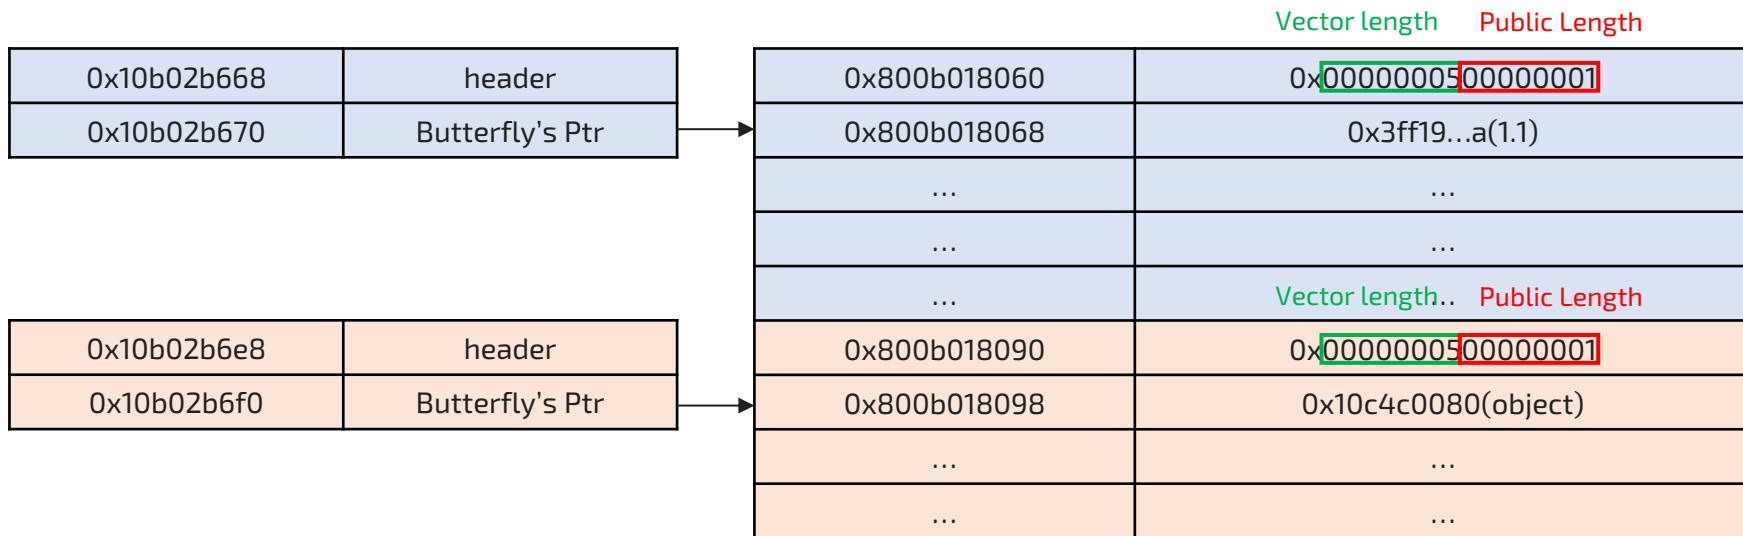 Vector length Public Length
0x10b02b668 header 0x800b018060 0x0000000500000001
0x10b02b670 Butterfly's Ptr 0x800b018068 0x3ff19...a(1.1)
... ...
... ...
... Vector length... Public Length
0x10b02b6e8 header 0x800b018090 0x0000000500000001
0x10b02b6f0 Butterfly's Ptr 0x800b018098 0x10c4c0080(object)
... ...
... ...